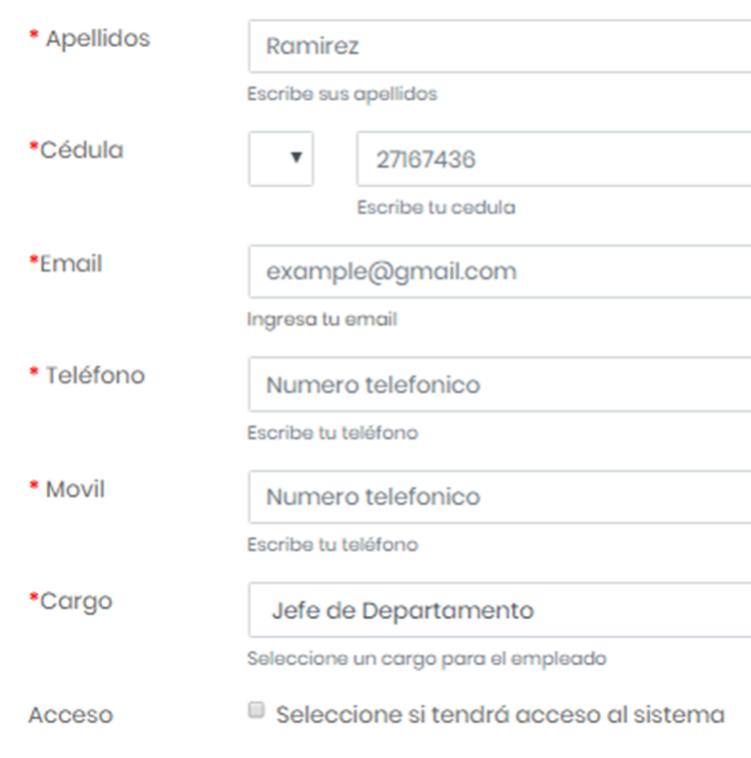 * Apellidos
Ramirez
Escribe sus apellidos
*Cédula
27167436
Escribe tu cedula
*Email
example@gmail.com
Ingresa tu email
* Teléfono
Numero telefonico
Escribe tu teléfono
* Movil
Numero telefonico
Escribe tu teléfono
*Cargo
Jefe de Departamento
Seleccione un cargo para el empleado
Acceso
Seleccione si tendrá acceso al sistema